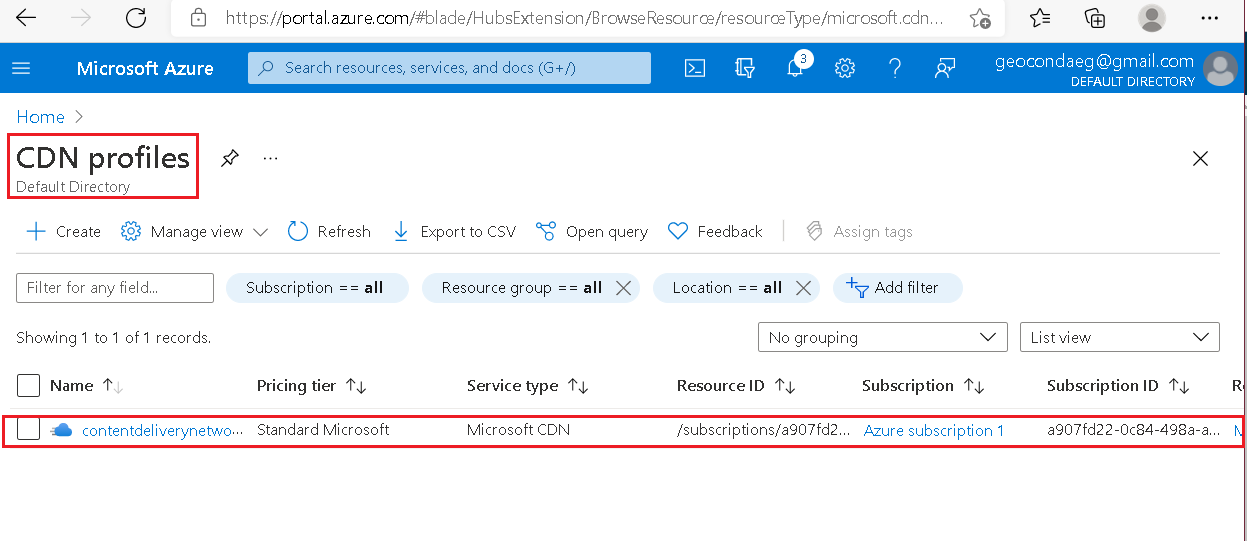 https://portal.azure.com/#blade/HubsExtension/BrowseResource/resourceType/microsoft.cdn...
Microsoft Azure
Search resources, services, and docs (G+/)
3
geocondaeg@gmail.com
DEFAULT DIRECTORY
Home >
CDN profiles ...
Default Directory
Create Manage view Refresh Export to CSV Open query Feedback Assign tags
Filter for any field... Subscription == all Resource group == all Location == all Add filter
Showing 1 to 1 of 1 records. No grouping List view
Name Pricing tier Service type Resource ID Subscription Subscription ID
contentdeliverynetwo... Standard Microsoft Microsoft CDN /subscriptions/a907fd2... Azure subscription 1 a907fd22-0c84-498a-a...